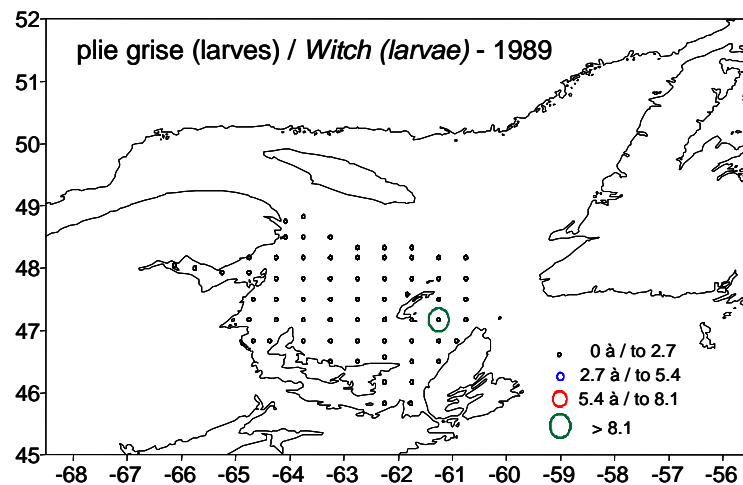 plie grise (larves) / Witch (larvae) - 1989
52
51
50
49
48
47
46
45
0 à / to 2.7
2.7 à / to 5.4
5.4 à / to 8.1
> 8.1
-68 -67 -66 -65 -64 -63 -62 -61 -60 -59 -58 -57 -56